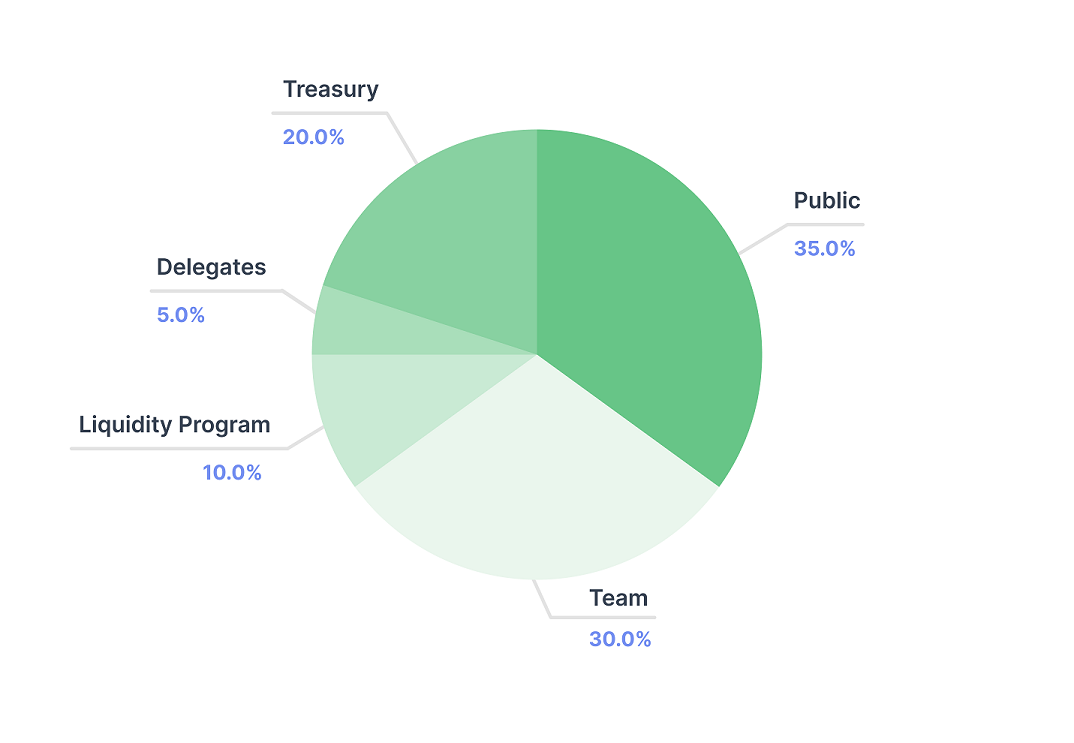 Treasury
20.0%
Public
35.0%
Delegates
5.0%
Liquidity Program
10.0%
Team
30.0%